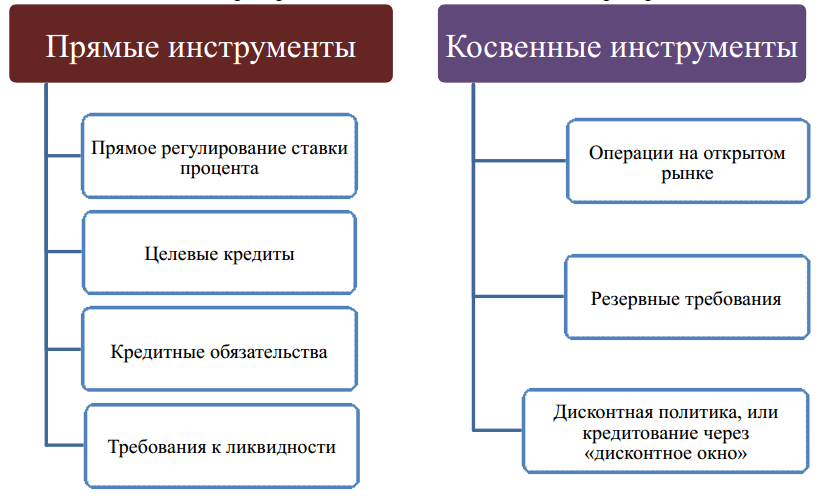 Прямые инструменты
Прямое регулирование ставки
процента
Целевые кредиты
Кредитные обязательства
Требования к ликвидности
Косвенные инструменты
Операции на открытом
рынке
Резервные требования
Дисконтная политика, или
кредитование через
«дисконтное окно»